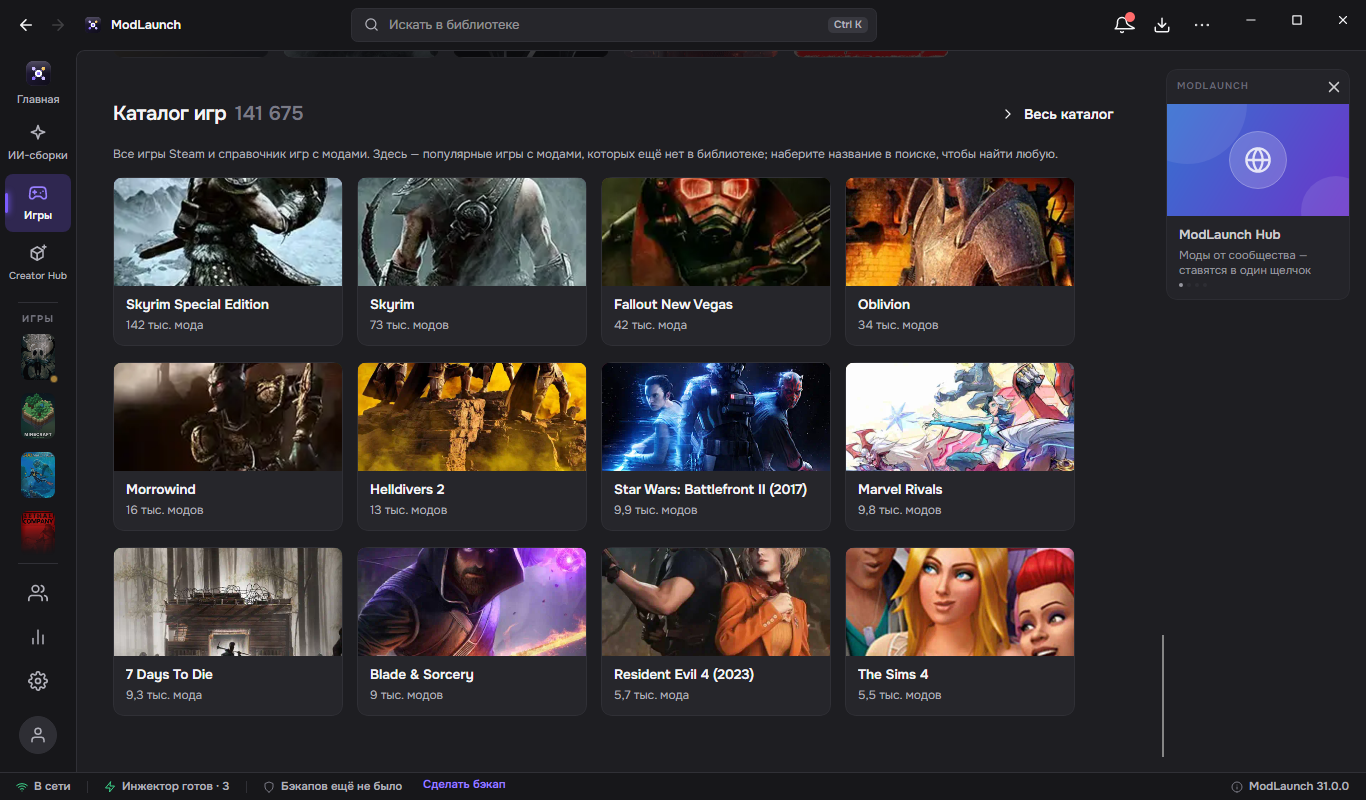 ModLaunch
Искать в библиотеке
Ctrl K
Главная
ИИ-сборки
Игры
Creator Hub
ИГРЫ
MINECRAFT
LETHAL
COMPANY
Каталог игр 141 675
Весь каталог
Все игры Steam и справочник игр с модами. Здесь — популярные игры с модами, которых ещё нет в библиотеке; наберите название в поиске, чтобы найти любую.
Skyrim Special Edition
142 тыс. мода
Skyrim
73 тыс. модов
Fallout New Vegas
42 тыс. мода
Oblivion
34 тыс. модов
Morrowind
16 тыс. модов
Helldivers 2
13 тыс. модов
Star Wars: Battlefront II (2017)
9,9 тыс. модов
Marvel Rivals
9,8 тыс. модов
7 Days To Die
9,3 тыс. мода
Blade & Sorcery
9 тыс. модов
Resident Evil 4 (2023)
5,7 тыс. мода
The Sims 4
5,5 тыс. модов
MODLAUNCH
ModLaunch Hub
Моды от сообщества —
ставятся в один щелчок
В сети
Инжектор готов · 3
Бэкапов ещё не было
Сделать бэкап
ModLaunch 31.0.0